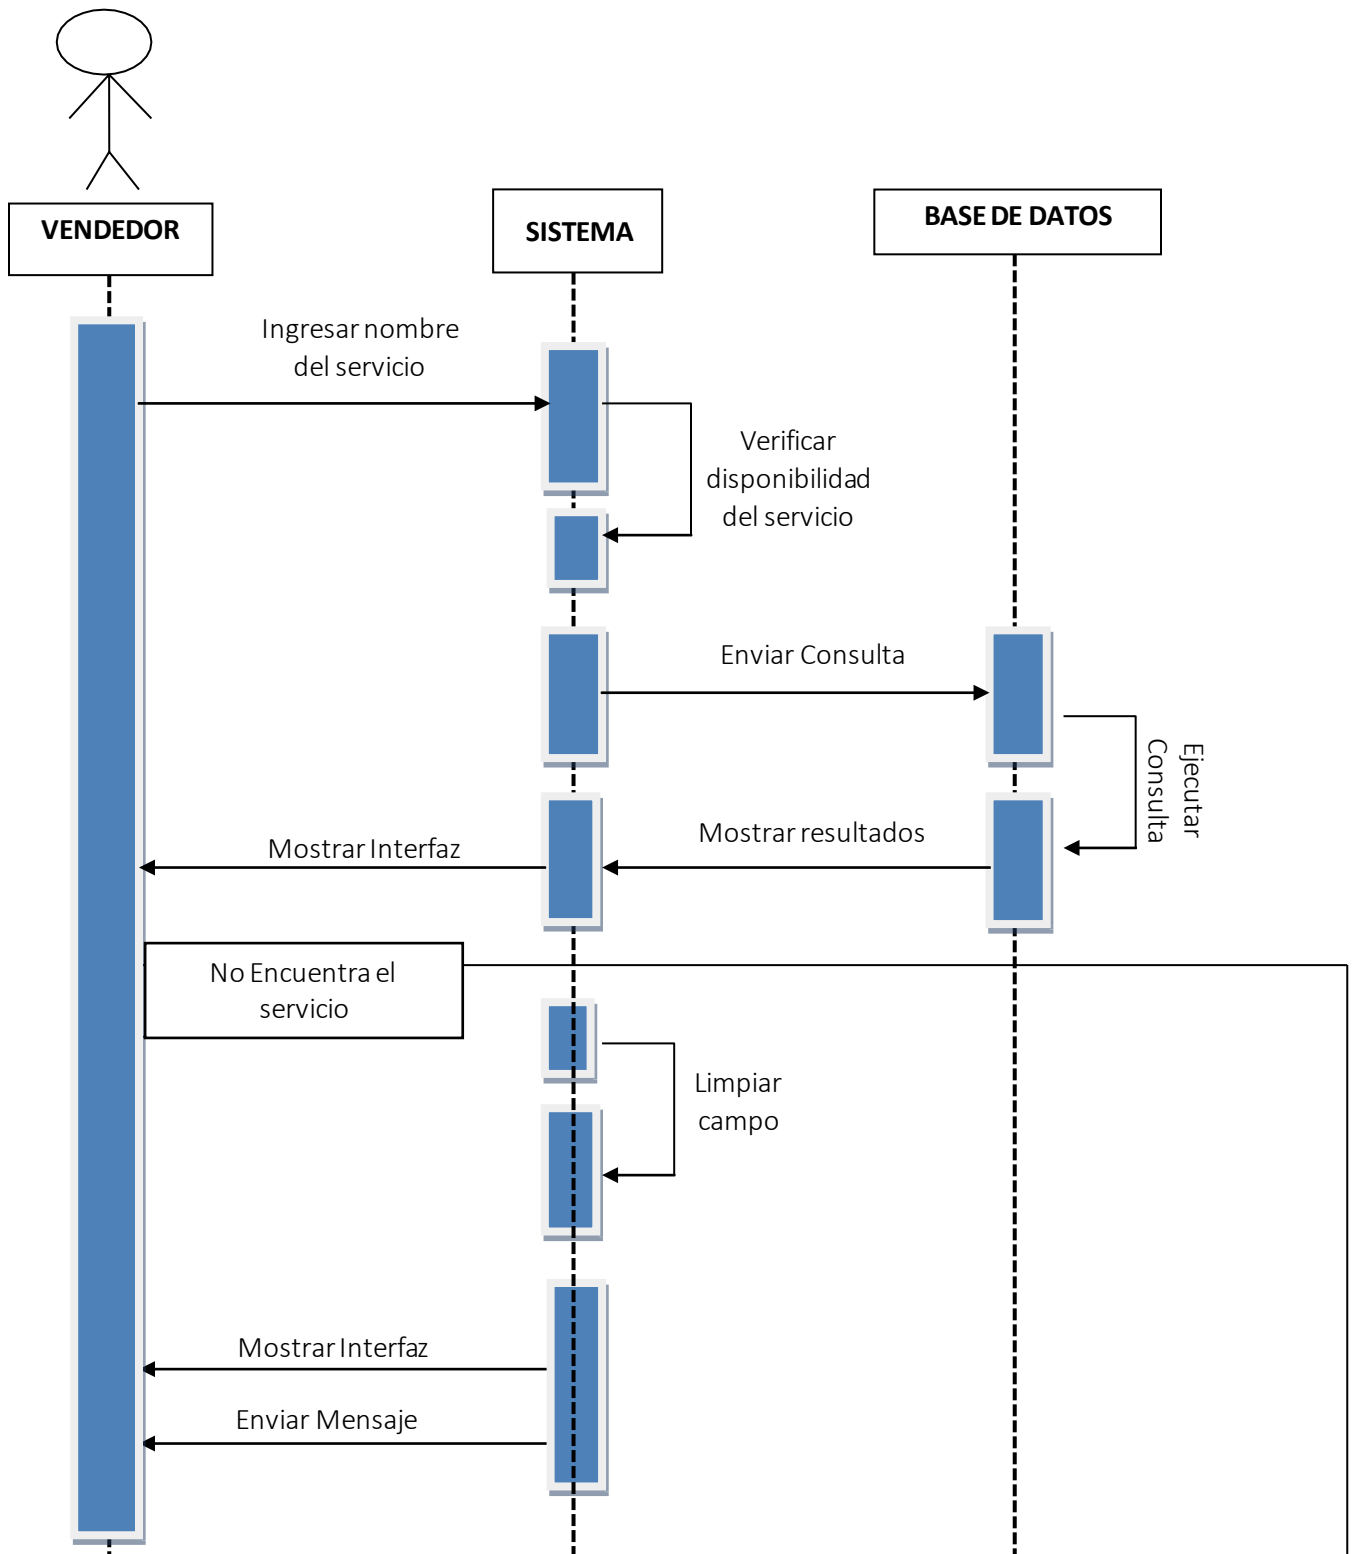 VENDEDOR
SISTEMA
BASE DE DATOS
Ingresar nombre
del servicio
Verificar
disponibilidad
del servicio
Enviar Consulta
Ejecutar
Consulta
Mostrar resultados
Mostrar Interfaz
No Encuentra el
servicio
Limpiar
campo
Mostrar Interfaz
Enviar Mensaje